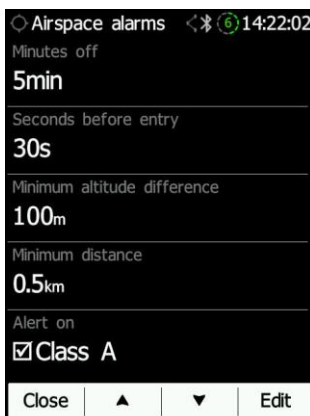 Airspace alarms 6 14:22:02
Minutes off
5min
Seconds before entry
30s
Minimum altitude difference
100m
Minimum distance
0.5km
Alert on
Class A
Close ▲ ▼ Edit